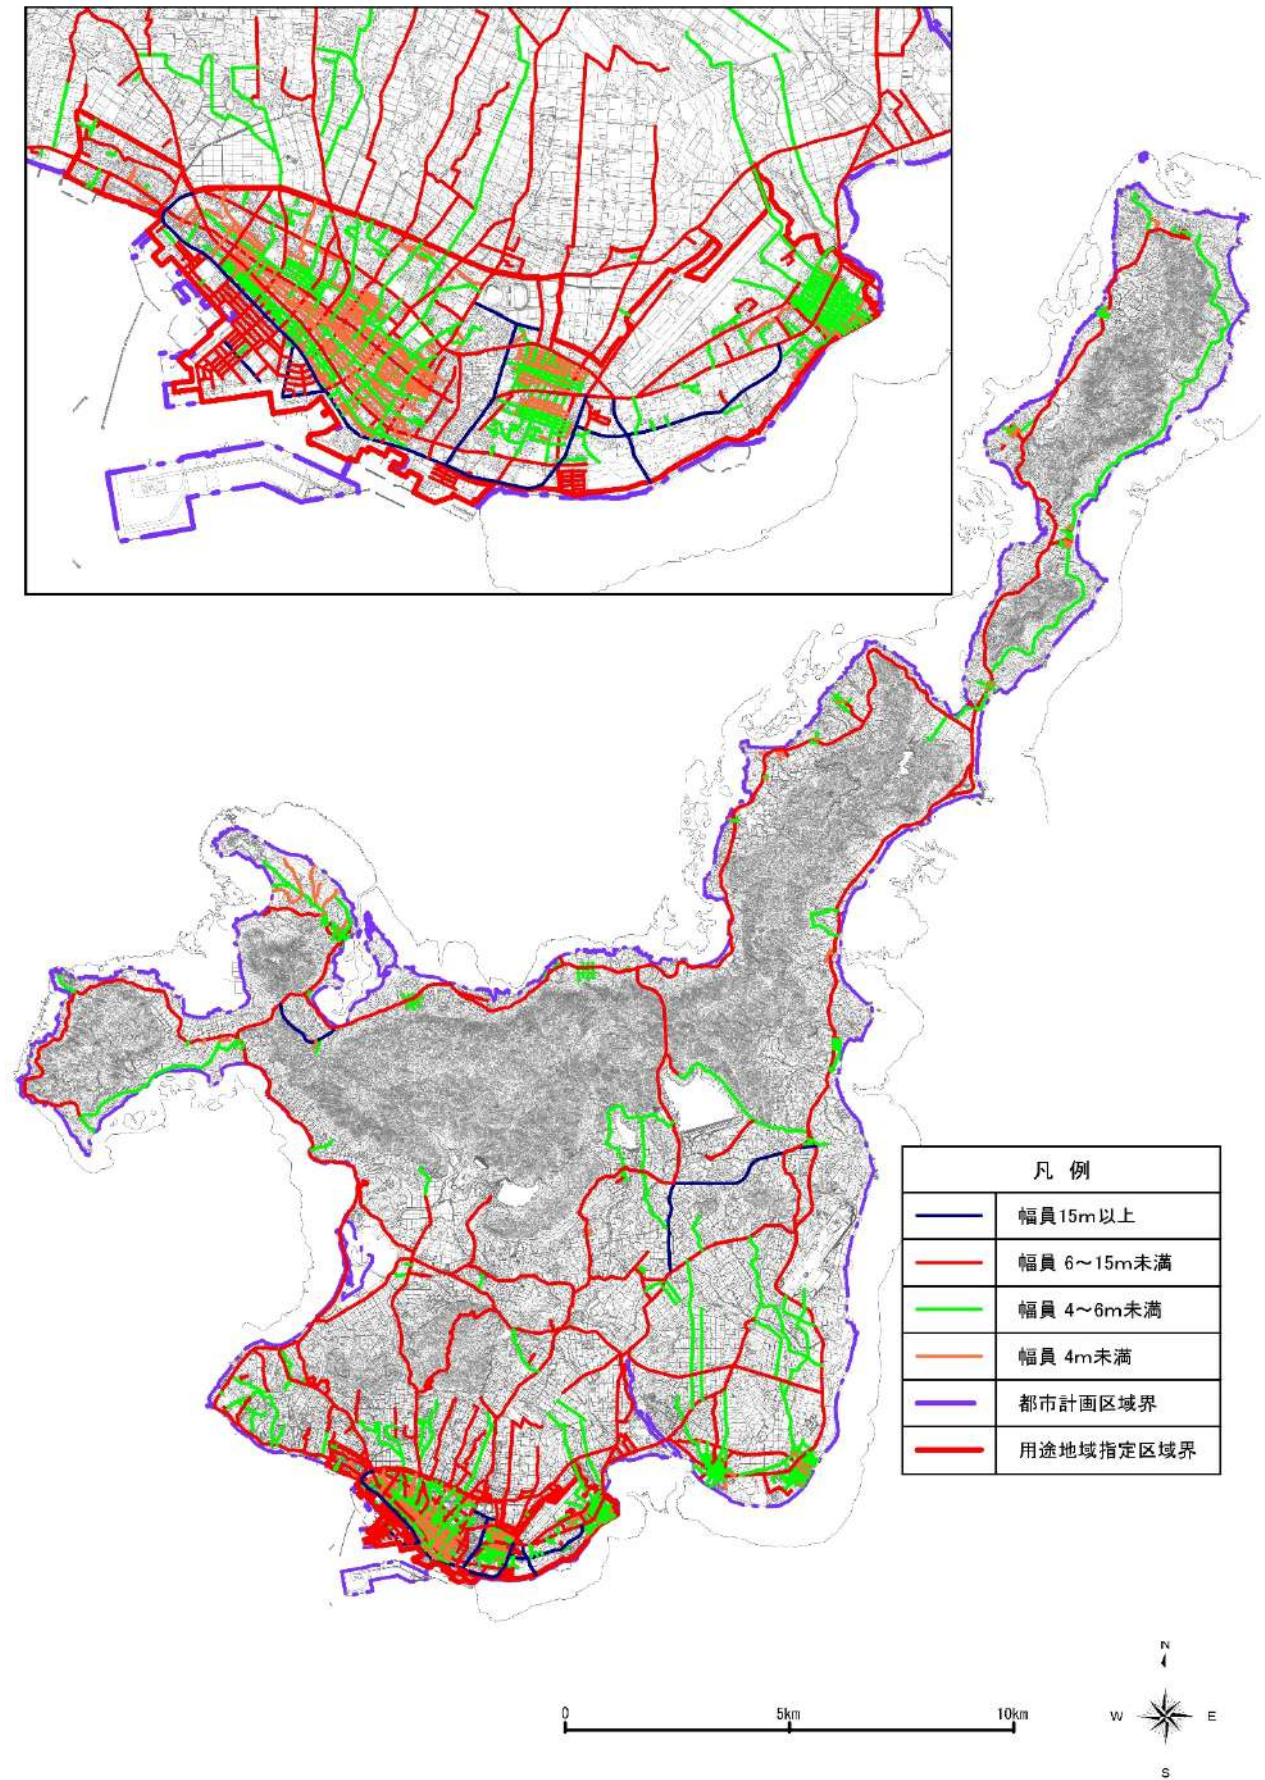 凡 例
幅員15m以上
幅員 6～15m未満
幅員 4～6m未満
幅員 4m未満
都市計画区域界
用途地域指定区域界
N
W E
S
0 5km 10km